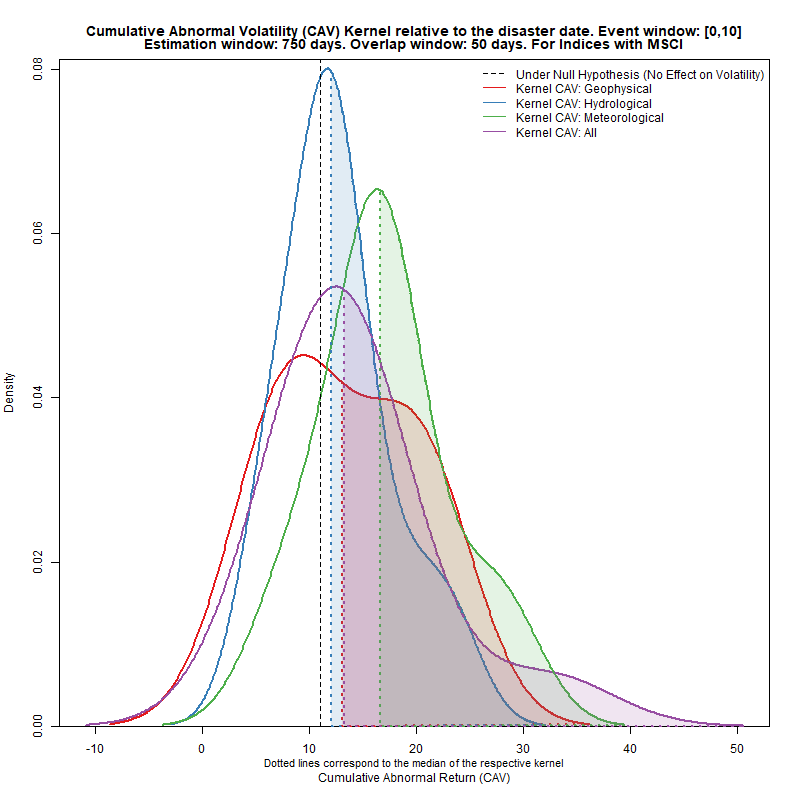 Cumulative Abnormal Volatility (CAV) Kernel relative to the disaster date. Event window: [0,10]
Estimation window: 750 days. Overlap window: 50 days. For Indices with MSCI
Under Null Hypothesis (No Effect on Volatility)
Kernel CAV: Geophysical
Kernel CAV: Hydrological
Kernel CAV: Meteorological
Kernel CAV: All
Density
0.08
0.06
0.04
0.02
0.00
-10 0 10 20 30 40 50
Dotted lines correspond to the median of the respective kernel
Cumulative Abnormal Return (CAV)